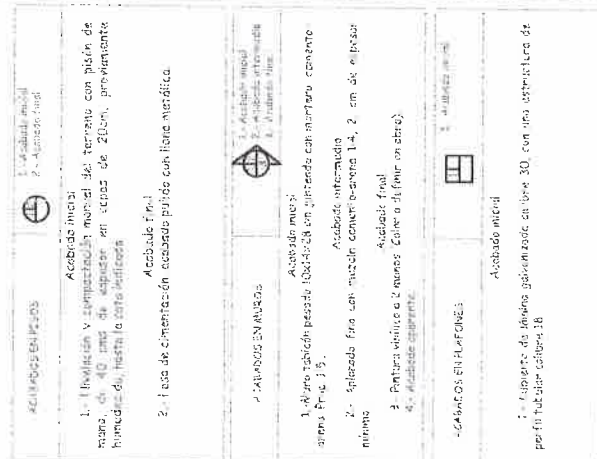 ACABADOS EN PISOS
1.- Acabado inicial
2.- Acabado final
Acabado inicial
1.- Nivelación y compactación manual del terreno con pisón de
mano, de 40 cms de espesor en capas de 20cm, previamente
humedecido, hasta la cota indicada
Acabado final
2.- Losa de cimentación acabado pulido con llana metálica.
ACABADOS EN MUROS
1.- Acabado inicial
2.- Acabado intermedio
3.- Acabado final
Acabado inicial
1.- Muro tabicón pesado 10x14x28 cm junteado con mortero cemento
arena Prop 1:5.
Acabado intermedio
2.- Aplanado fino con mezcla cemento-arena 1:4, 2 cm de espesor
mínimo
Acabado final
3.- Pintura vinílica a 2 manos. Color a definir en obra).
4.- Acabado aparente.
ACABADOS EN PLAFONES
1.- Acabado inicial
Acabado inicial
1.- Cubierta de lámina galvanizada calibre 30, con una estructura de
perfil tubular calibre 18